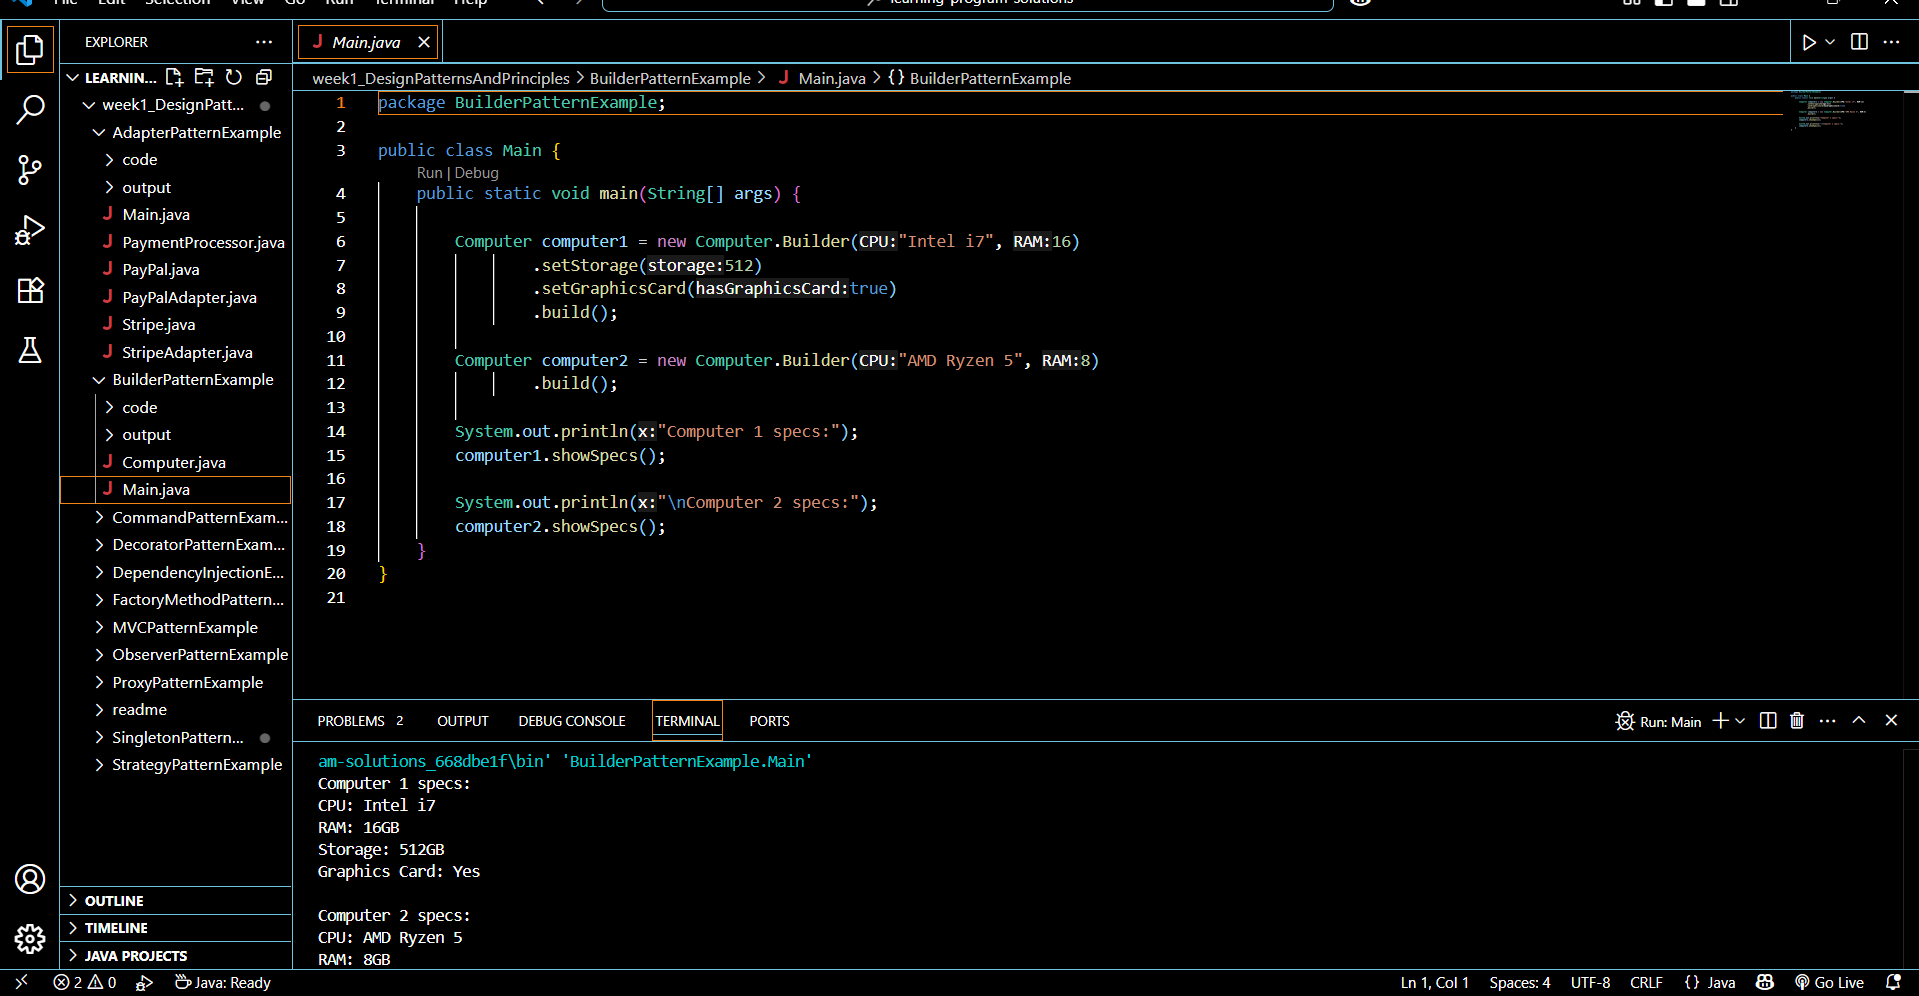 File Edit Selection View Go Run Terminal Help
learning-program-solutions
EXPLORER
LEARNIN...
week1_DesignPatt...
AdapterPatternExample
code
output
Main.java
PaymentProcessor.java
PayPal.java
PayPalAdapter.java
Stripe.java
StripeAdapter.java
BuilderPatternExample
code
output
Computer.java
Main.java
CommandPatternExam...
DecoratorPatternExam...
DependencyInjectionE...
FactoryMethodPattern...
MVCPatternExample
ObserverPatternExample
ProxyPatternExample
readme
SingletonPattern...
StrategyPatternExample
OUTLINE
TIMELINE
JAVA PROJECTS
J Main.java
week1_DesignPatternsAndPrinciples > BuilderPatternExample > J Main.java > {} BuilderPatternExample
1 package BuilderPatternExample;
2
3 public class Main {
Run | Debug
4 public static void main(String[] args) {
5
6 Computer computer1 = new Computer.Builder(CPU:"Intel i7", RAM:16)
7 .setStorage(storage:512)
8 .setGraphicsCard(hasGraphicsCard:true)
9 .build();
10
11 Computer computer2 = new Computer.Builder(CPU:"AMD Ryzen 5", RAM:8)
12 .build();
13
14 System.out.println(x:"Computer 1 specs:");
15 computer1.showSpecs();
16
17 System.out.println(x:"\nComputer 2 specs:");
18 computer2.showSpecs();
19 }
20 }
21
PROBLEMS 2 OUTPUT DEBUG CONSOLE TERMINAL PORTS
Run: Main
am-solutions_668dbe1f\bin' 'BuilderPatternExample.Main'
Computer 1 specs:
CPU: Intel i7
RAM: 16GB
Storage: 512GB
Graphics Card: Yes
Computer 2 specs:
CPU: AMD Ryzen 5
RAM: 8GB
2 0 Java: Ready
Ln 1, Col 1 Spaces: 4 UTF-8 CRLF {} Java Go Live